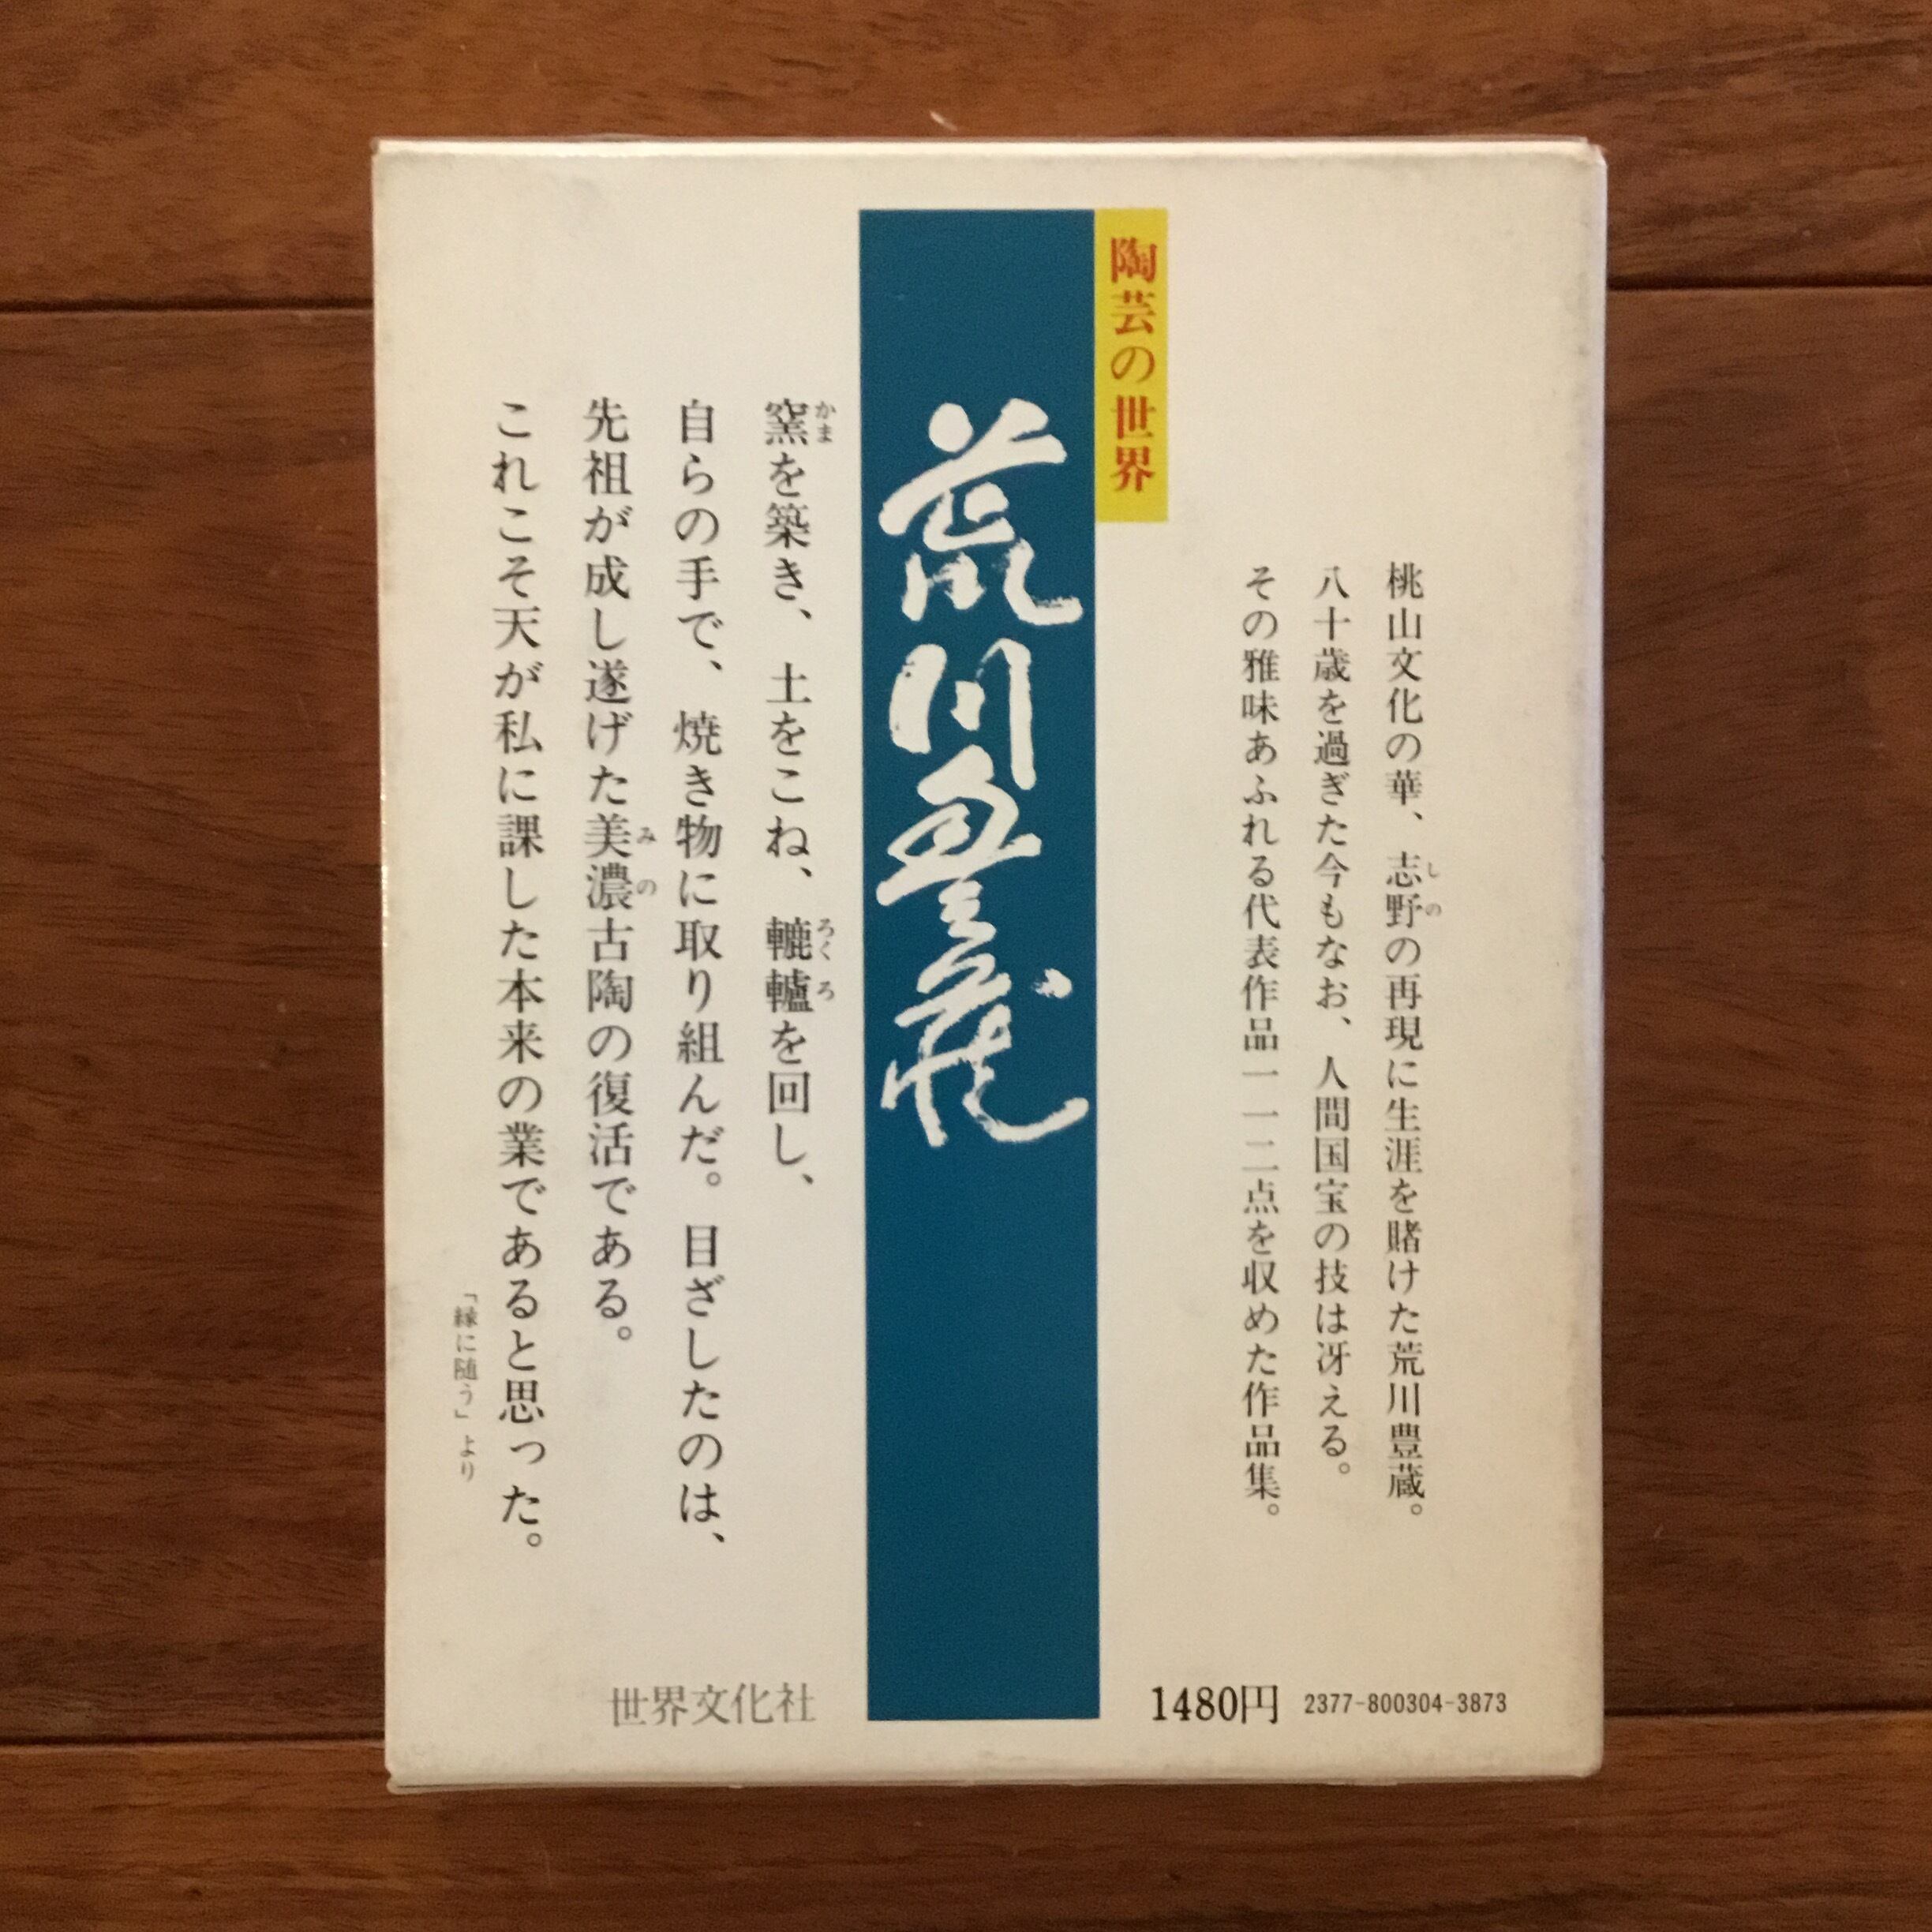 桃山文化の華、志野の再現に生涯を賭けた荒川豊蔵。
八十歳を過ぎた今もなお、人間国宝の技は冴える。
その雅味あふれる代表作品一一二点を収めた作品集。
陶芸の世界
荒川豊蔵
窯を築き、土をこね、轆轤を回し、
自らの手で、焼き物に取り組んだ。目ざしたのは、
先祖が成し遂げた美濃古陶の復活である。
これこそ天が私に課した本来の業であると思った。
「縁に随う」より
世界文化社
1480円 2377-800304-3873